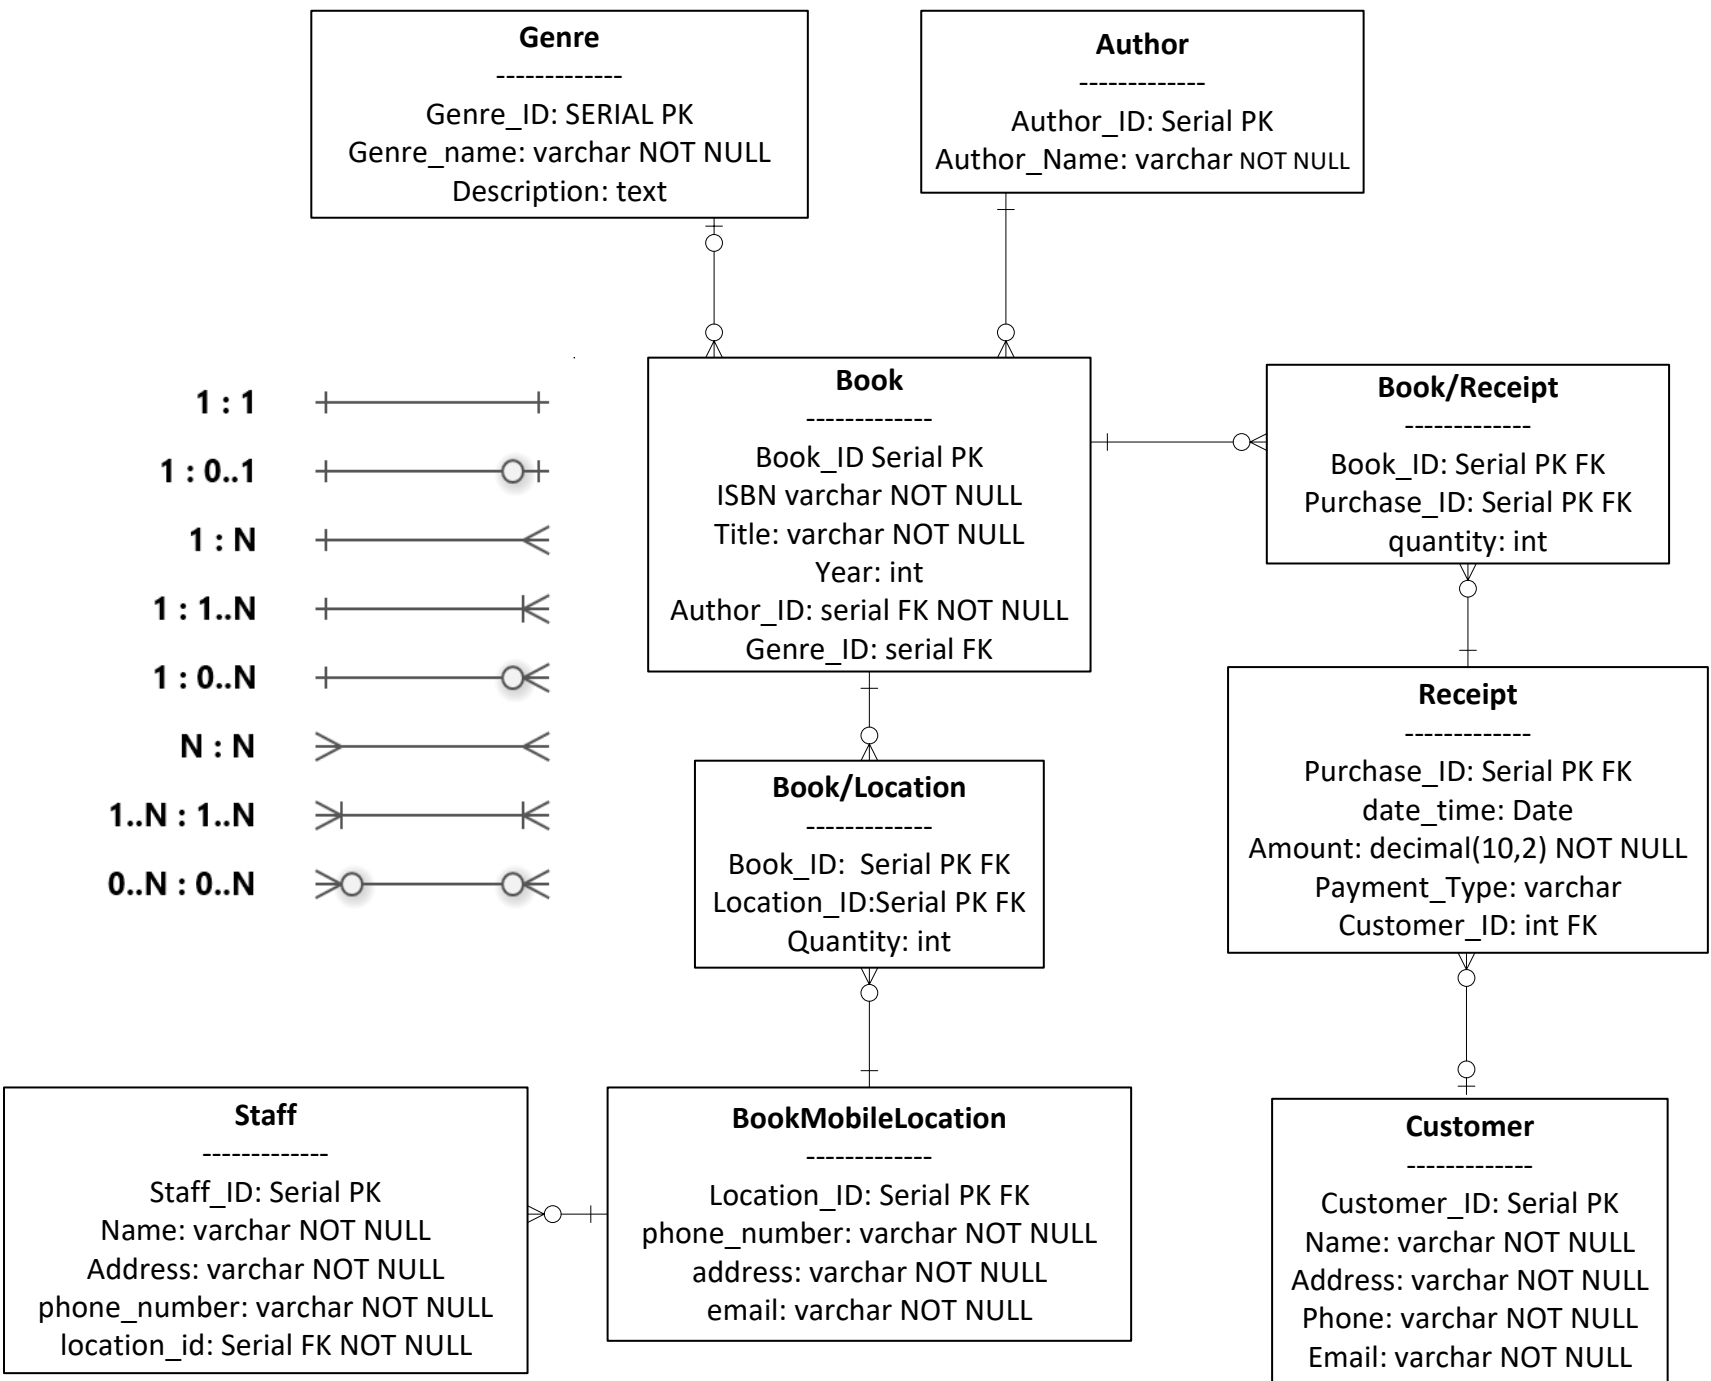 Genre
-------------
Genre_ID: SERIAL PK
Genre_name: varchar NOT NULL
Description: text
Author
-------------
Author_ID: Serial PK
Author_Name: varchar NOT NULL
1 : 1
1 : 0..1
1 : N
1 : 1..N
1 : 0..N
N : N
1..N : 1..N
0..N : 0..N
Book
-------------
Book_ID Serial PK
ISBN varchar NOT NULL
Title: varchar NOT NULL
Year: int
Author_ID: serial FK NOT NULL
Genre_ID: serial FK
Book/Receipt
-------------
Book_ID: Serial PK FK
Purchase_ID: Serial PK FK
quantity: int
Receipt
-------------
Purchase_ID: Serial PK FK
date_time: Date
Amount: decimal(10,2) NOT NULL
Payment_Type: varchar
Customer_ID: int FK
Book/Location
-------------
Book_ID:  Serial PK FK
Location_ID:Serial PK FK
Quantity: int
Staff
-------------
Staff_ID: Serial PK
Name: varchar NOT NULL
Address: varchar NOT NULL
phone_number: varchar NOT NULL
location_id: Serial FK NOT NULL
BookMobileLocation
-------------
Location_ID: Serial PK FK
phone_number: varchar NOT NULL
address: varchar NOT NULL
email: varchar NOT NULL
Customer
-------------
Customer_ID: Serial PK
Name: varchar NOT NULL
Address: varchar NOT NULL
Phone: varchar NOT NULL
Email: varchar NOT NULL